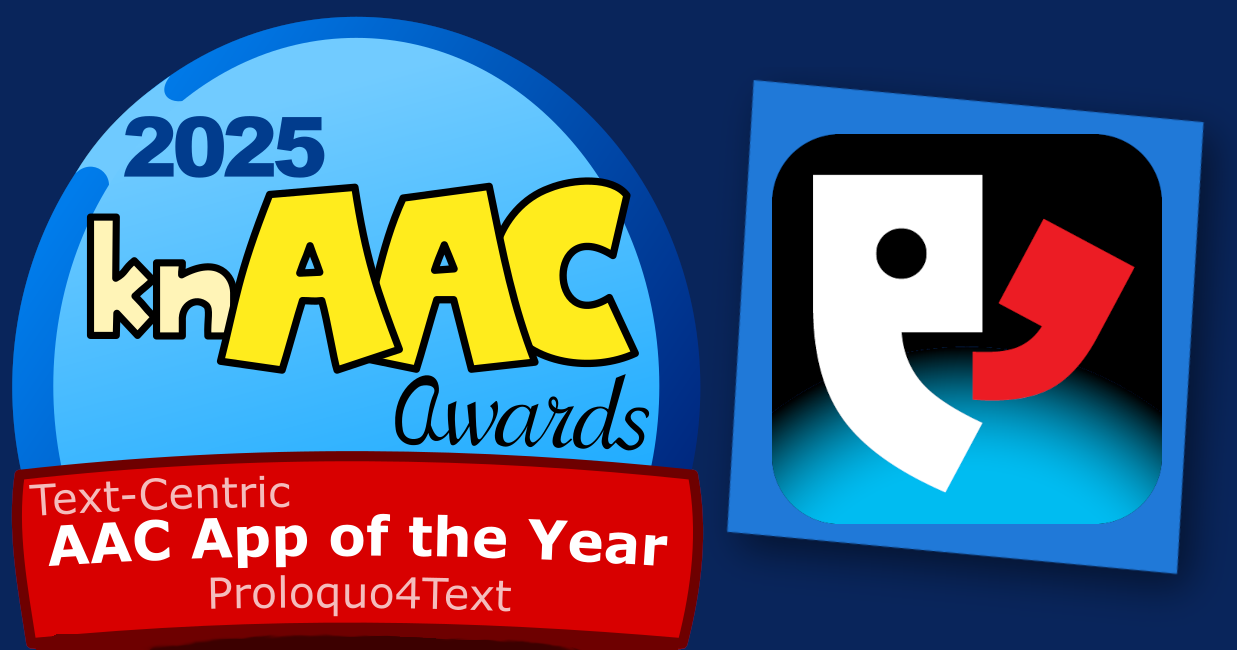 2025
knAAC
Awards
Text-Centric
AAC App of the Year
Proloquo4Text